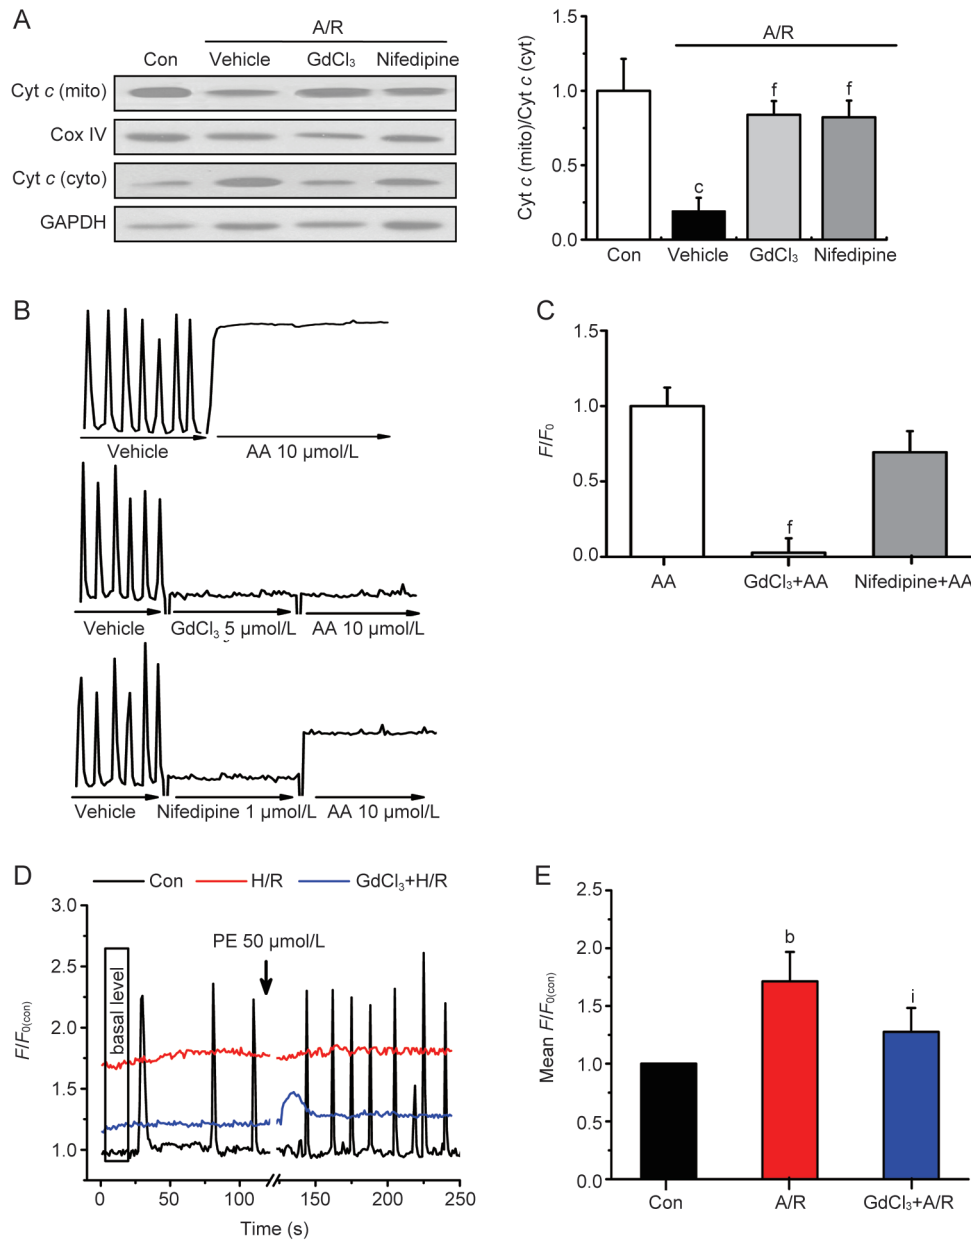 A
A/R
Con Vehicle GdCl₃ Nifedipine
Cyt c (mito)
Cox IV
Cyt c (cyto)
GAPDH
Cyt c (mito)/Cyt c (cyt)
1.5
1.0
0.5
0.0
A/R
c
f
f
Con Vehicle GdCl₃ Nifedipine
B
Vehicle AA 10 μmol/L
Vehicle GdCl₃ 5 μmol/L AA 10 μmol/L
Vehicle Nifedipine 1 μmol/L AA 10 μmol/L
C
F/F₀
1.5
1.0
0.5
0.0
f
AA GdCl₃+AA Nifedipine+AA
D
Con H/R GdCl₃+H/R
F/F₀₍con₎
3.0
2.5
2.0
1.5
1.0
basal level
PE 50 μmol/L
0 50 100 150 200 250
Time (s)
E
Mean F/F₀₍con₎
2.5
2.0
1.5
1.0
0.5
0.0
b
i
Con A/R GdCl₃+A/R